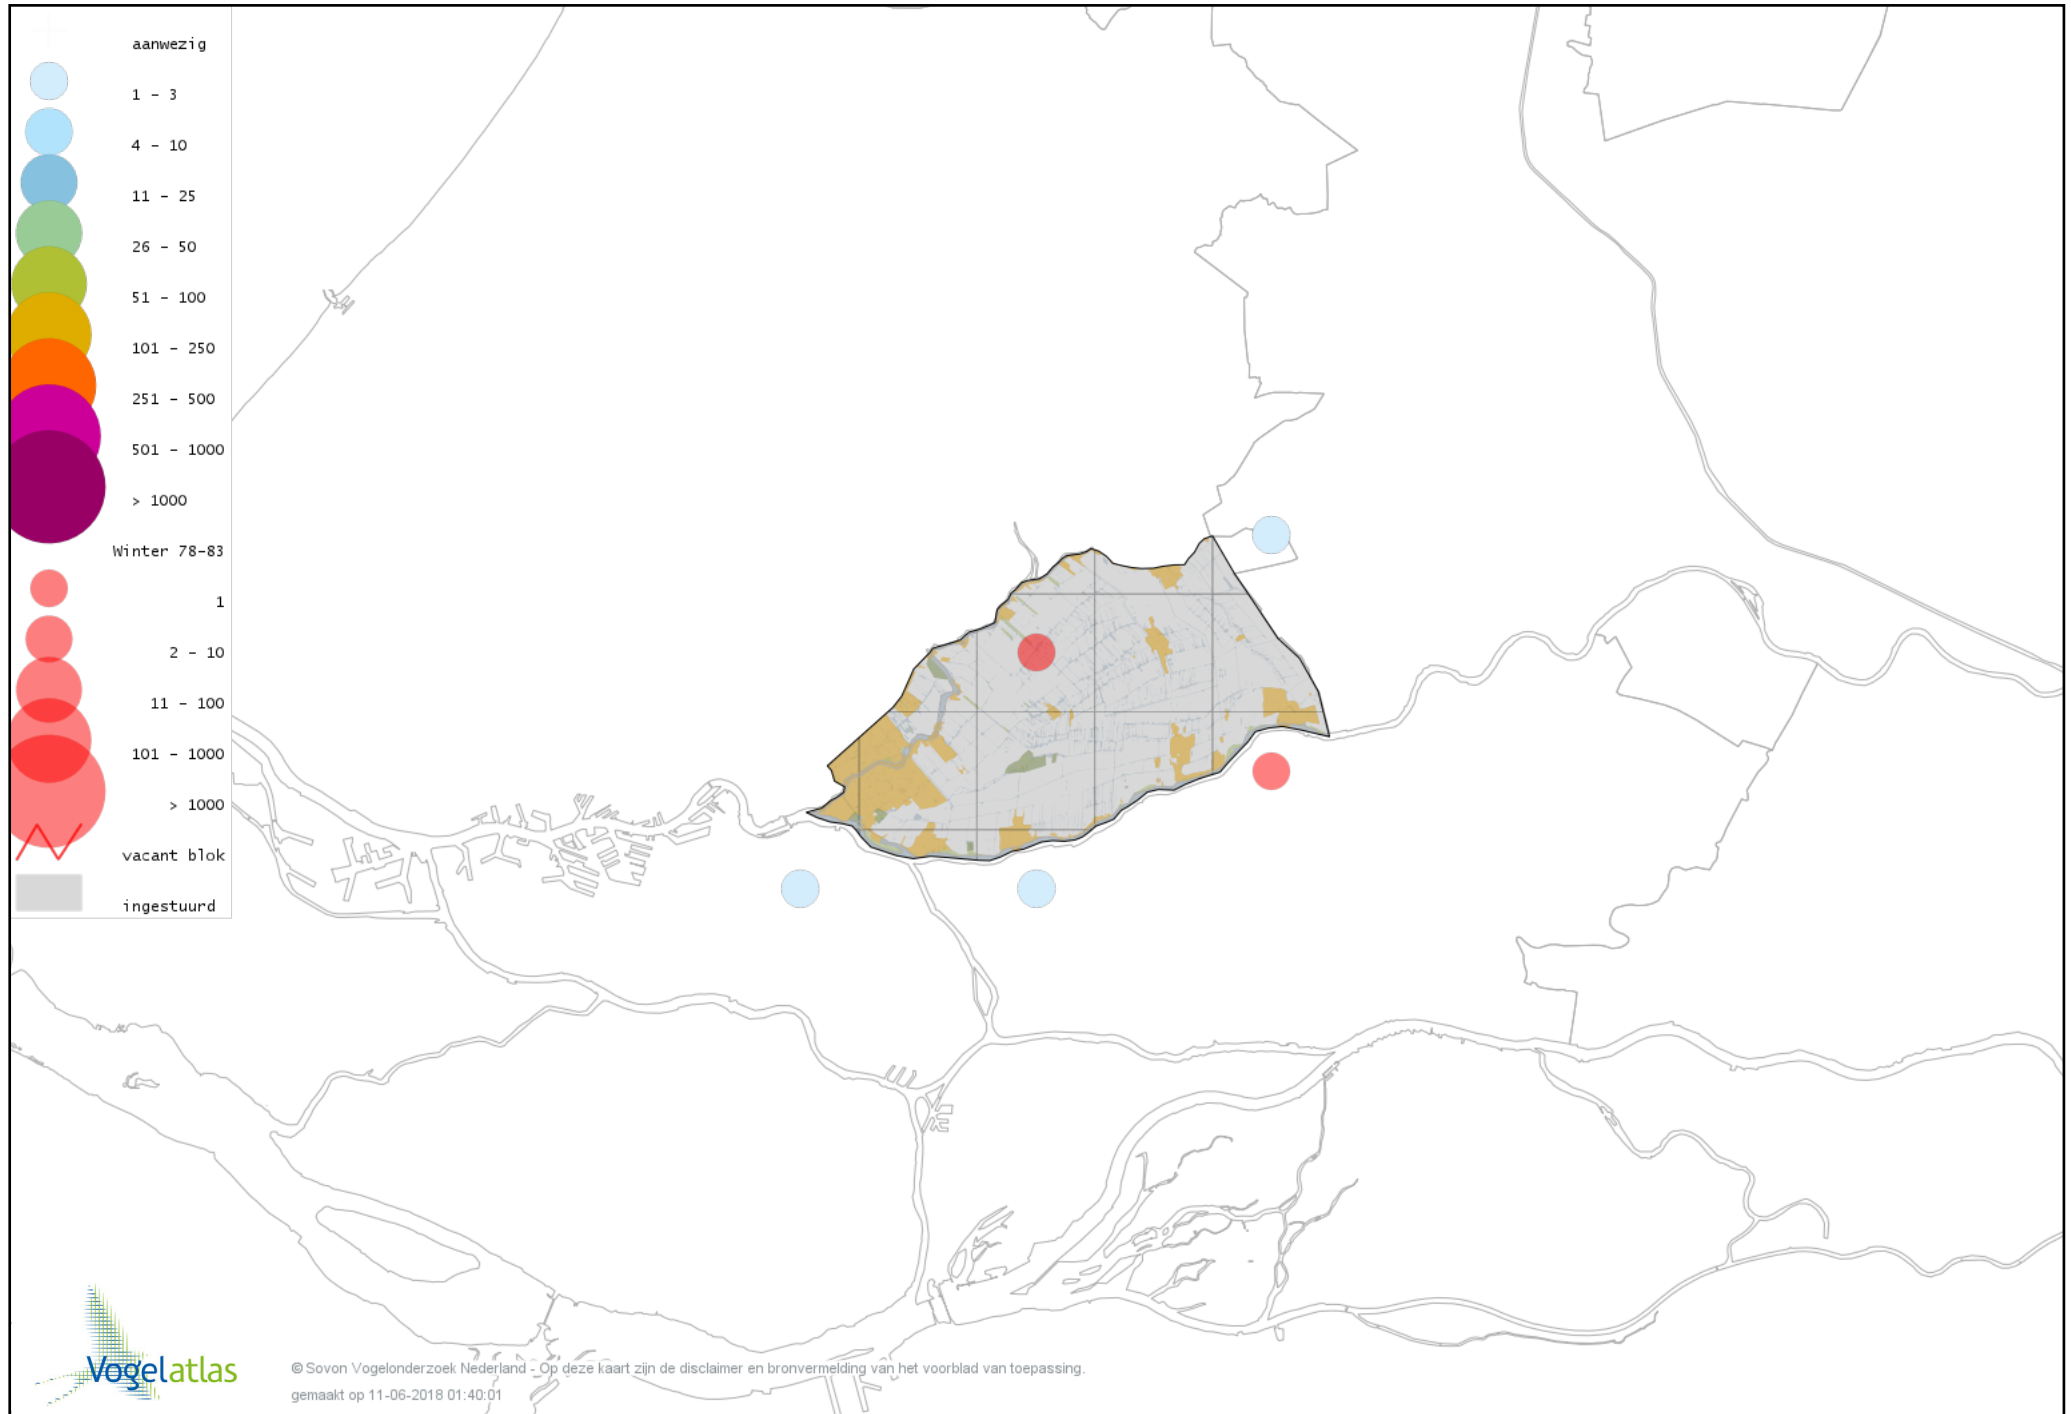 aanwezig
1 - 3
4 - 10
11 - 25
26 - 50
51 - 100
101 - 250
251 - 500
501 - 1000
> 1000
Winter 78-83
1
2 - 10
11 - 100
101 - 1000
> 1000
vacant blok
ingestuurd
Vogelatlas
© Sovon Vogelonderzoek Nederland - Op deze kaart zijn de disclaimer en bronvermelding van het voorblad van toepassing.
gemaakt op 11-06-2018 01:40:01